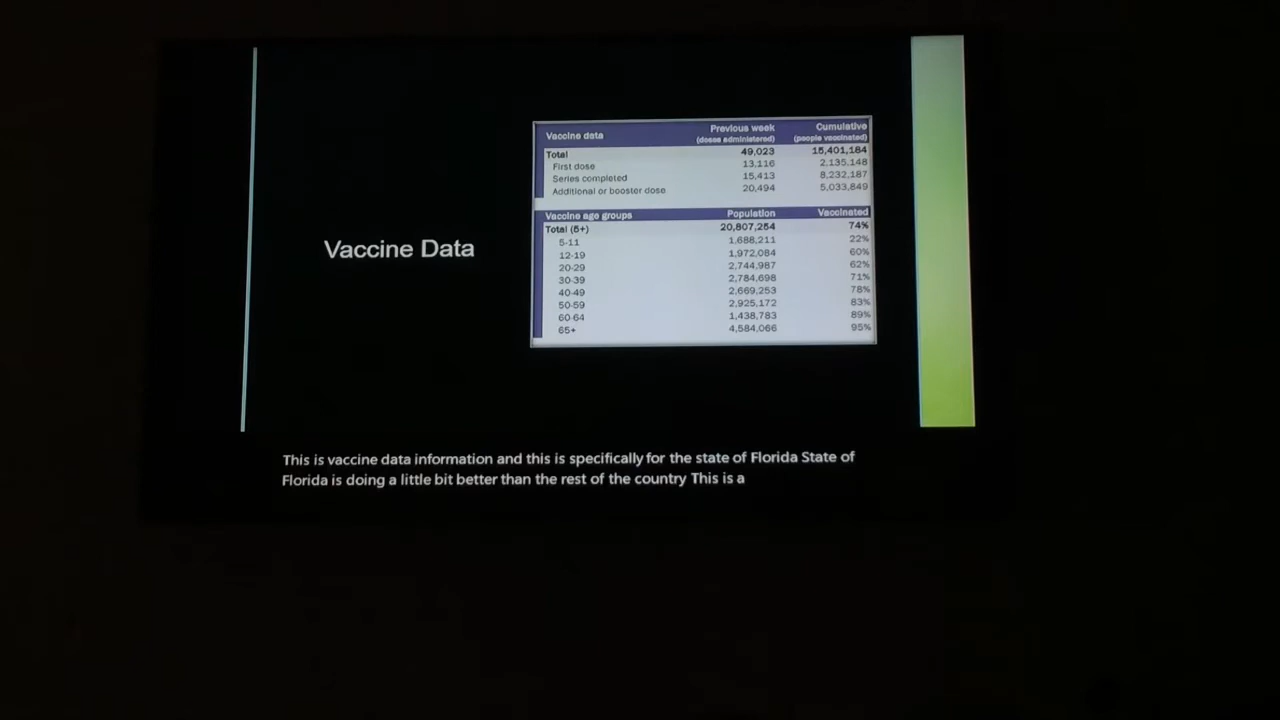 Vaccine Data
Vaccine data Previous week Cumulative
(doses administered) (people vaccinated)
Total 49,023 15,401,184
First dose 13,116 2,135,148
Series completed 15,413 8,232,187
Additional or booster dose 20,494 5,033,849
Vaccine age groups Population Vaccinated
Total (5+) 20,807,254 74%
5-11 1,688,211 22%
12-19 1,972,084 60%
20-29 2,744,987 62%
30-39 2,784,698 71%
40-49 2,669,253 78%
50-59 2,925,172 83%
60-64 1,438,783 89%
65+ 4,584,066 95%
This is vaccine data information and this is specifically for the state of Florida State of
Florida is doing a little bit better than the rest of the country This is a